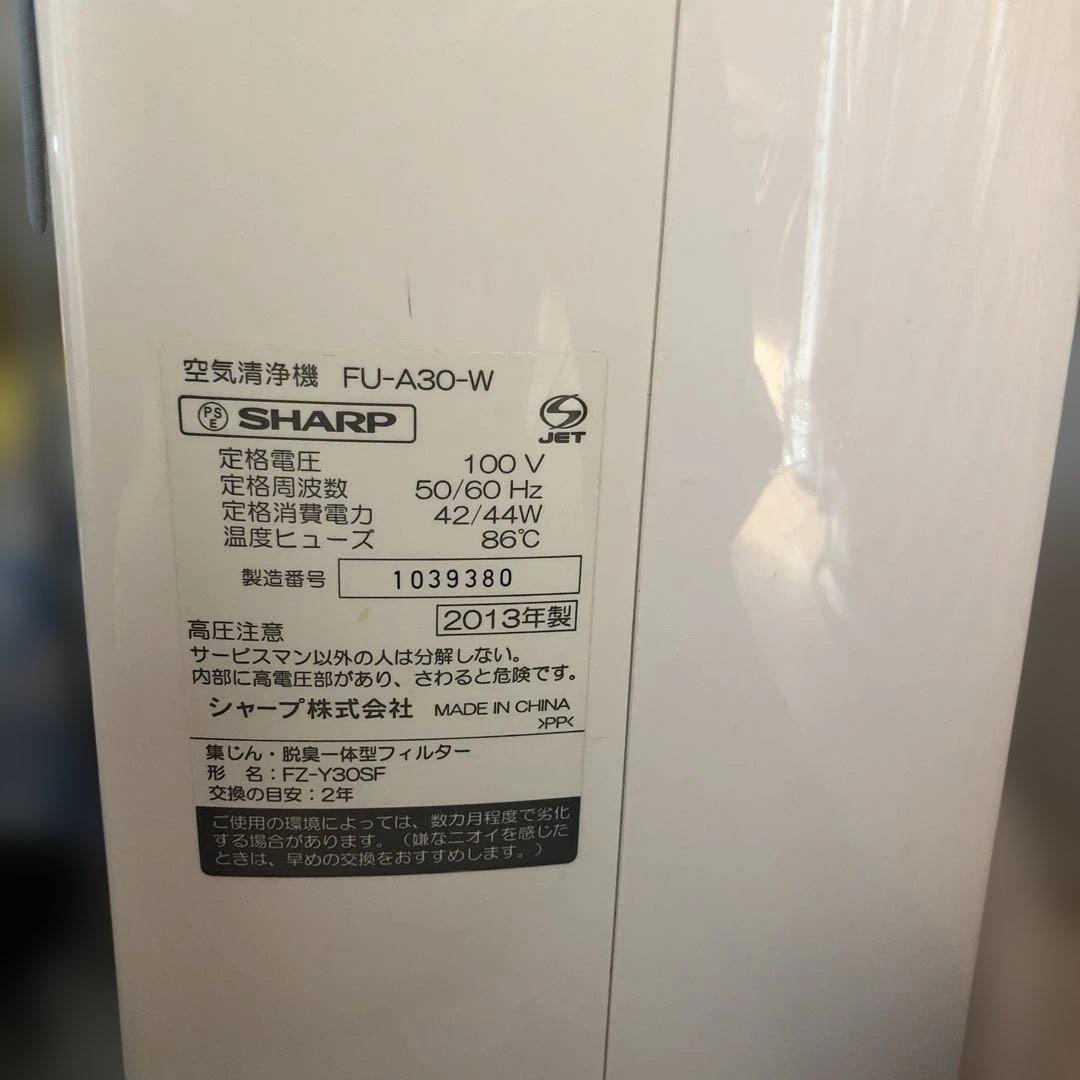 空気清浄機 FU-A30-W
PSE SHARP
JET
定格電圧 100 V
定格周波数 50/60 Hz
定格消費電力 42/44W
温度ヒューズ 86℃
製造番号 1039380
2013年製
高圧注意
サービスマン以外の人は分解しない。
内部に高電圧部があり、さわると危険です。
シャープ株式会社 MADE IN CHINA
>PP<
集じん・脱臭一体型フィルター
形 名：FZ-Y30SF
交換の目安：2年
ご使用の環境によっては、数カ月程度で劣化
する場合があります。（嫌なニオイを感じた
ときは、早めの交換をおすすめします。）